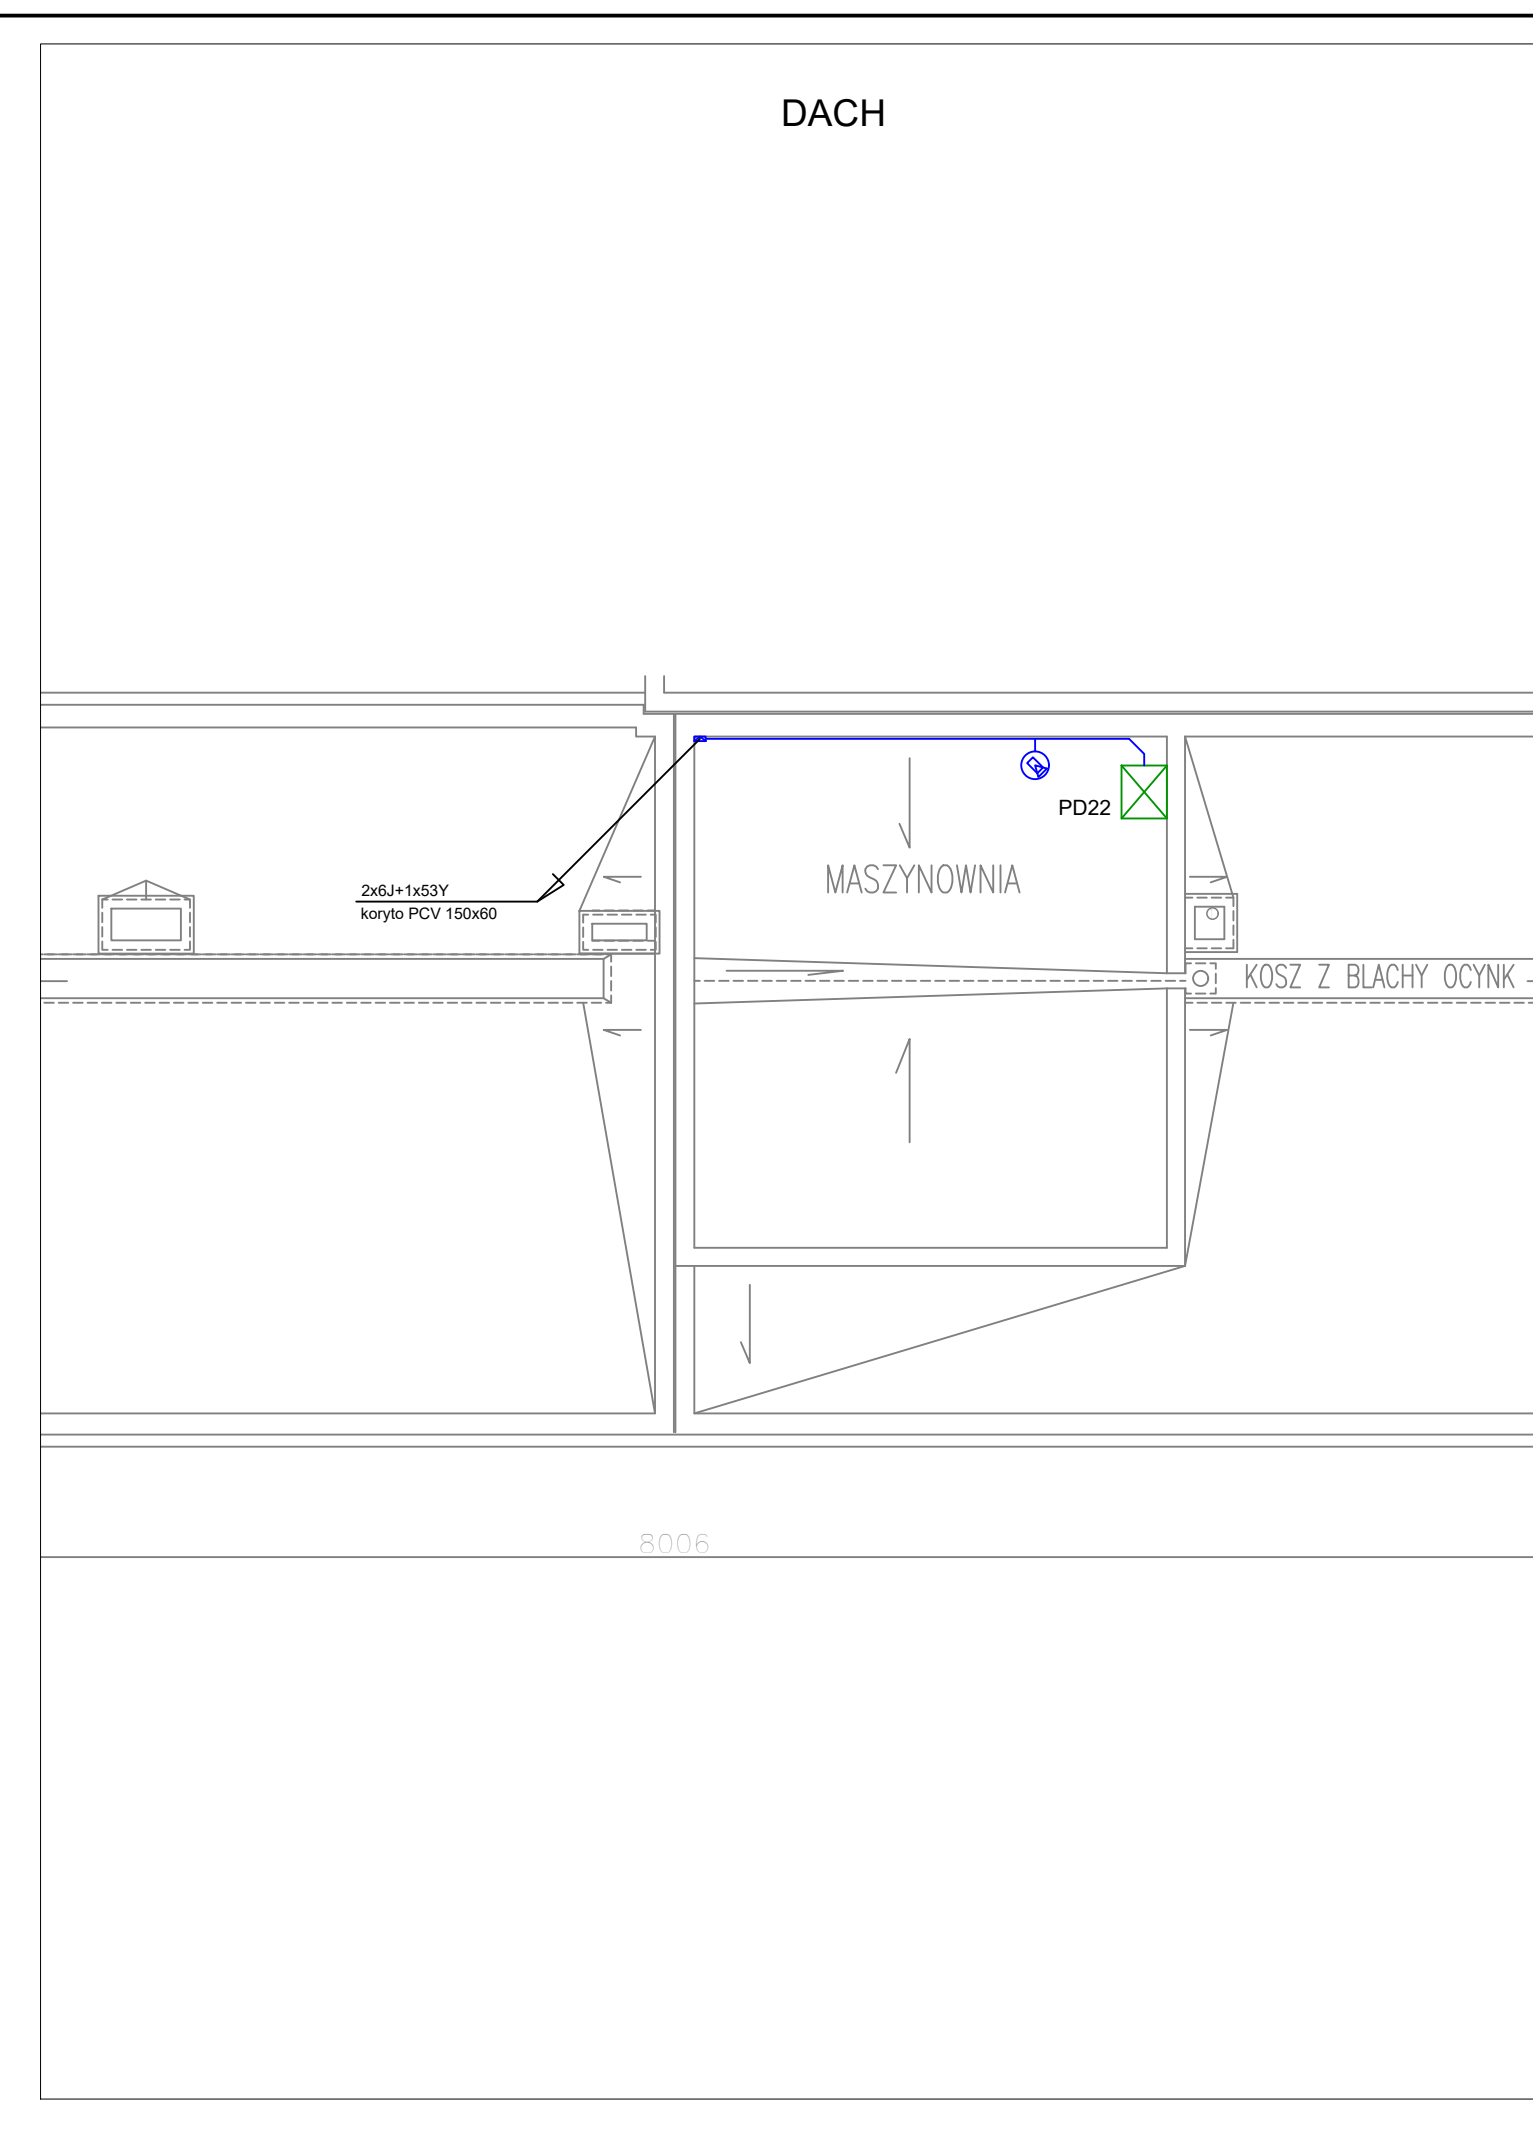 DACH
PD22
MASZYNOWNIA
2x6J+1x53Y
koryto PCV 150x60
KOSZ Z BLACHY OCYNK
8006